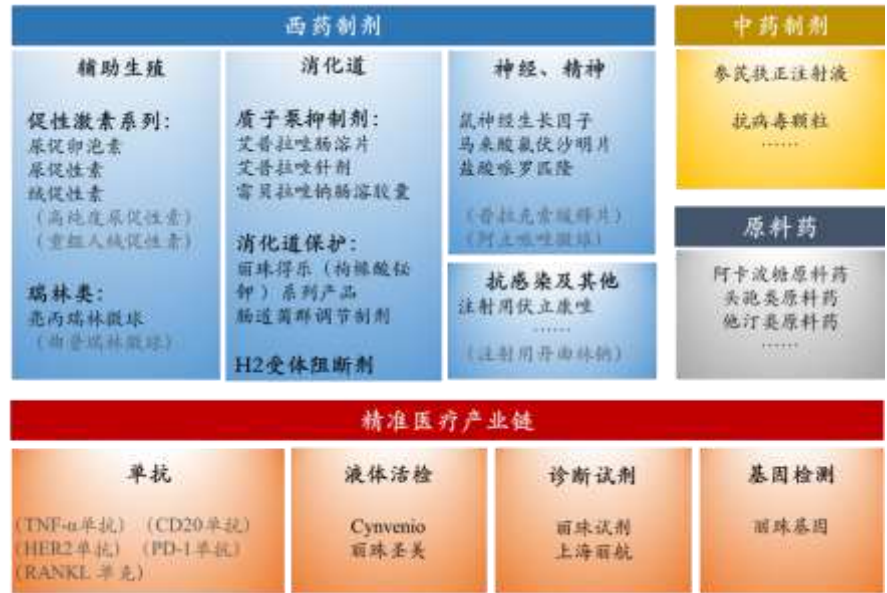 西药制剂
辅助生殖
促性激素系列：
尿促卵泡素
尿促性素
绒促性素
（高纯度尿促性素）
（重组人绒促性素）
瑞林类：
亮丙瑞林微球
（曲普瑞林微球）
消化道
质子泵抑制剂：
艾普拉唑肠溶片
艾普拉唑针剂
雷贝拉唑钠肠溶胶囊
消化道保护：
丽珠得乐（枸橼酸铋
钾）系列产品
肠道菌群调节制剂
H2受体阻断剂
神经、精神
鼠神经生长因子
马来酸氟伏沙明片
盐酸哌罗匹隆
（普拉克索缓释片）
（阿立哌唑微球）
抗感染及其他
注射用伏立康唑
……
（注射用丹曲林钠）
中药制剂
参芪扶正注射液
抗病毒颗粒
……
原料药
阿卡波糖原料药
头孢类原料药
他汀类原料药
……
精准医疗产业链
单抗
（TNF-α单抗）（CD20单抗）
（HER2单抗）（PD-1单抗）
（RANKL 单克）
液体活检
Cynvenio
丽珠圣美
诊断试剂
丽珠试剂
上海丽航
基因检测
丽珠基因